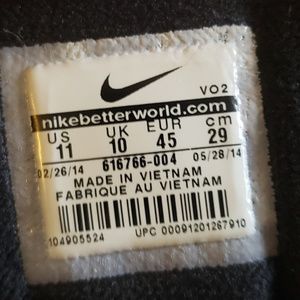 VO2
nikebetterworld.com
US UK EUR cm
11 10 45 29
02/26/14 616766-004 05/28/14
MADE IN VIETNAM
FABRIQUE AU VIETNAM
104905524 UPC 00091201267910